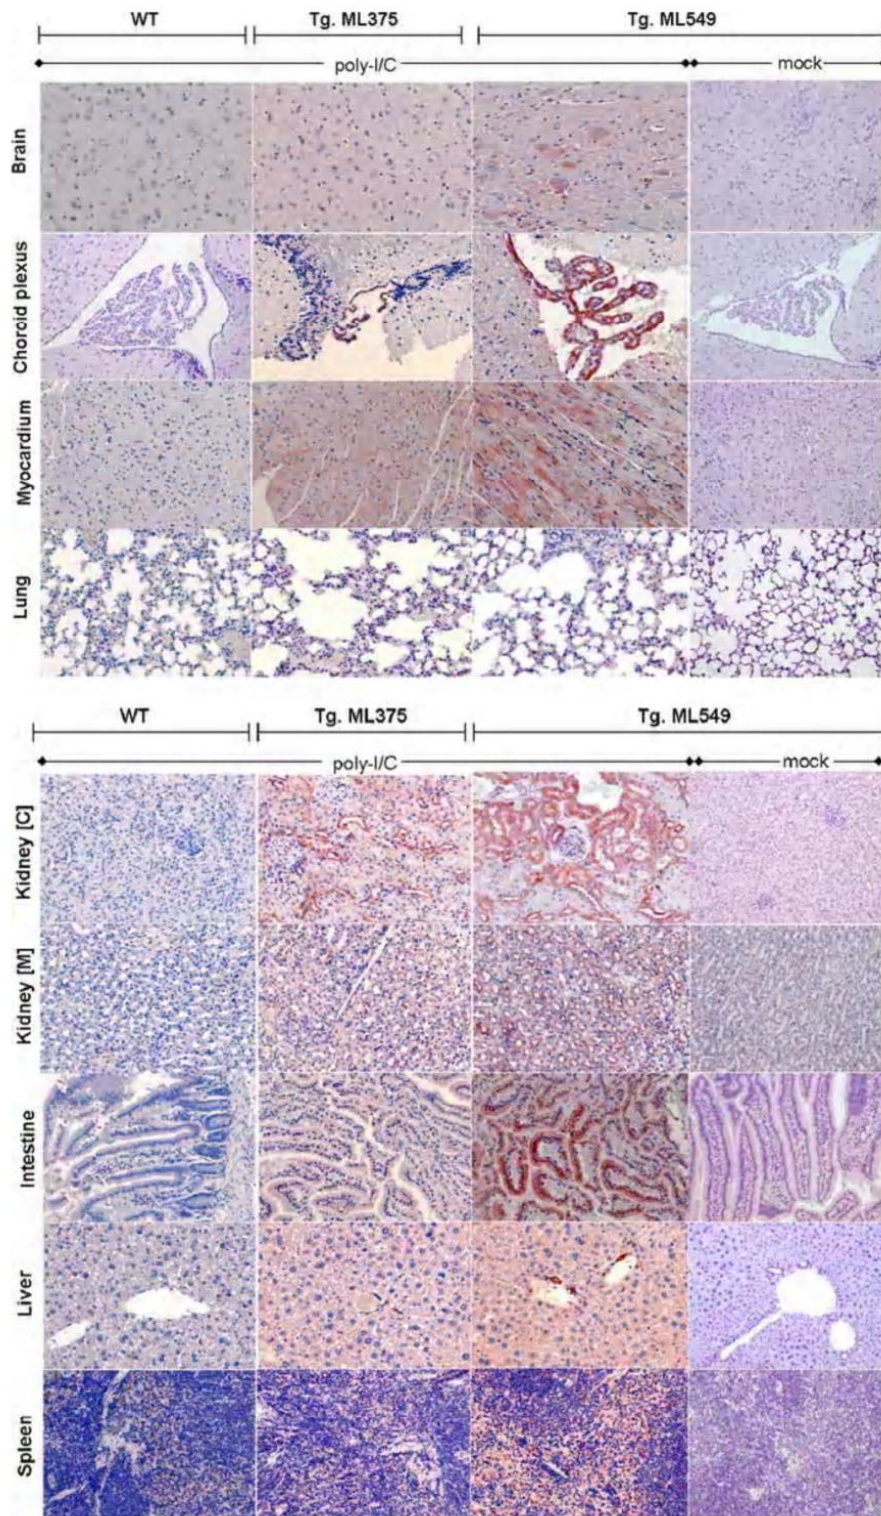 WT Tg. ML375 Tg. ML549
poly-I/C mock
Brain
Choroid plexus
Myocardium
Lung
WT Tg. ML375 Tg. ML549
poly-I/C mock
Kidney [C]
Kidney [M]
Intestine
Liver
Spleen